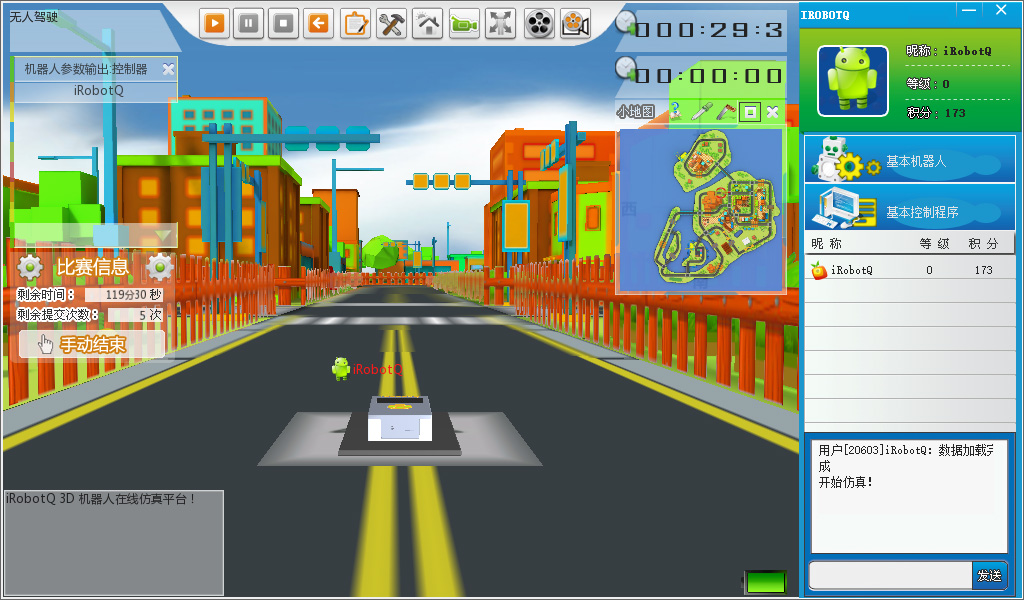 无人驾驶
机器人参数输出:控制器
iRobotQ
000:29:3
00:00:00
小地图
比赛信息
剩余时间： 119分30 秒
剩余提交次数： 5 次
手动结束
iRobotQ
iRobotQ 3D 机器人在线仿真平台！
IROBOTQ
昵称：iRobotQ
等级：0
积分：173
基本机器人
基本控制程序
昵 称 等 级 积 分
iRobotQ 0 173
用户[20603]iRobotQ: 数据加载完
成
开始仿真!
发送